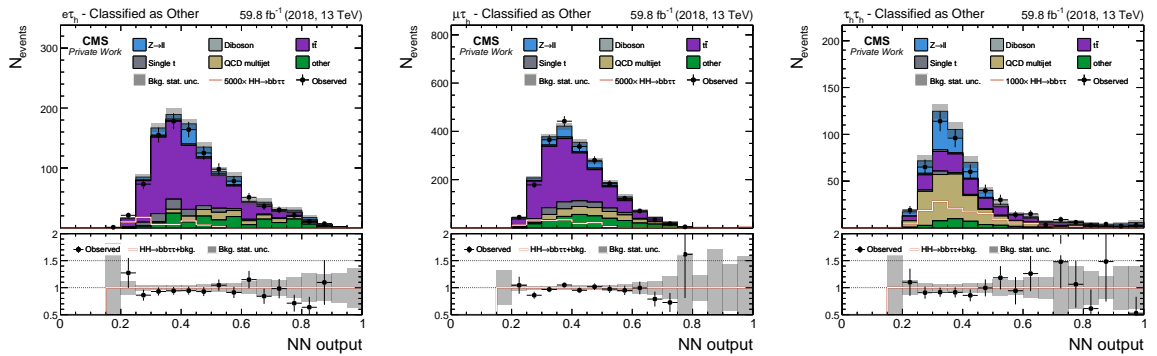 eτh - Classified as Other 59.8 fb⁻¹ (2018, 13 TeV)
Nevents
CMS
Private Work
Z→ll Diboson tt̄
Single t QCD multijet other
Bkg. stat. unc. 5000× HH→bbττ Observed
300
200
100
2
1.5
1
0.5
Observed HH→bbττ+bkg. Bkg. stat. unc.
0 0.2 0.4 0.6 0.8 1
NN output
μτh - Classified as Other 59.8 fb⁻¹ (2018, 13 TeV)
Nevents
CMS
Private Work
Z→ll Diboson tt̄
Single t QCD multijet other
Bkg. stat. unc. 5000× HH→bbττ Observed
800
600
400
200
2
1.5
1
0.5
Observed HH→bbττ+bkg. Bkg. stat. unc.
0 0.2 0.4 0.6 0.8 1
NN output
τhτh - Classified as Other 59.8 fb⁻¹ (2018, 13 TeV)
Nevents
CMS
Private Work
Z→ll Diboson tt̄
Single t QCD multijet other
Bkg. stat. unc. 1000× HH→bbττ Observed
200
150
100
50
0
2
1.5
1
0.5
Observed HH→bbττ+bkg. Bkg. stat. unc.
0 0.2 0.4 0.6 0.8 1
NN output